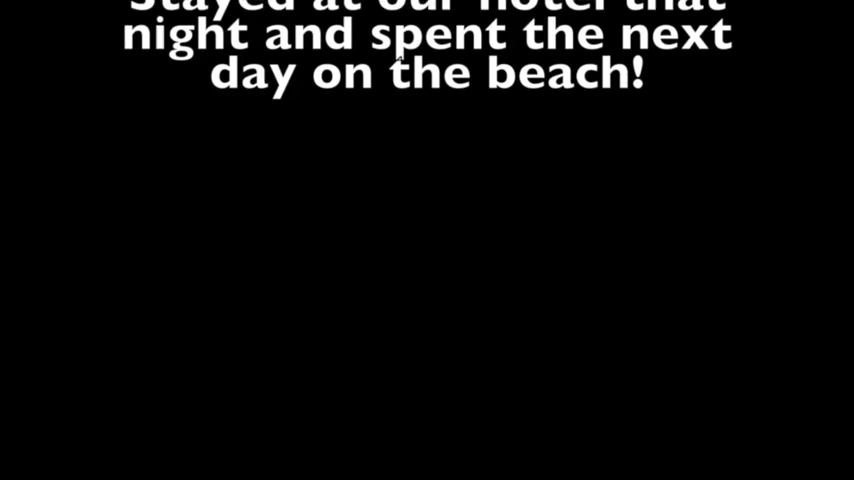 Stayed at our hotel that
night and spent the next
day on the beach!